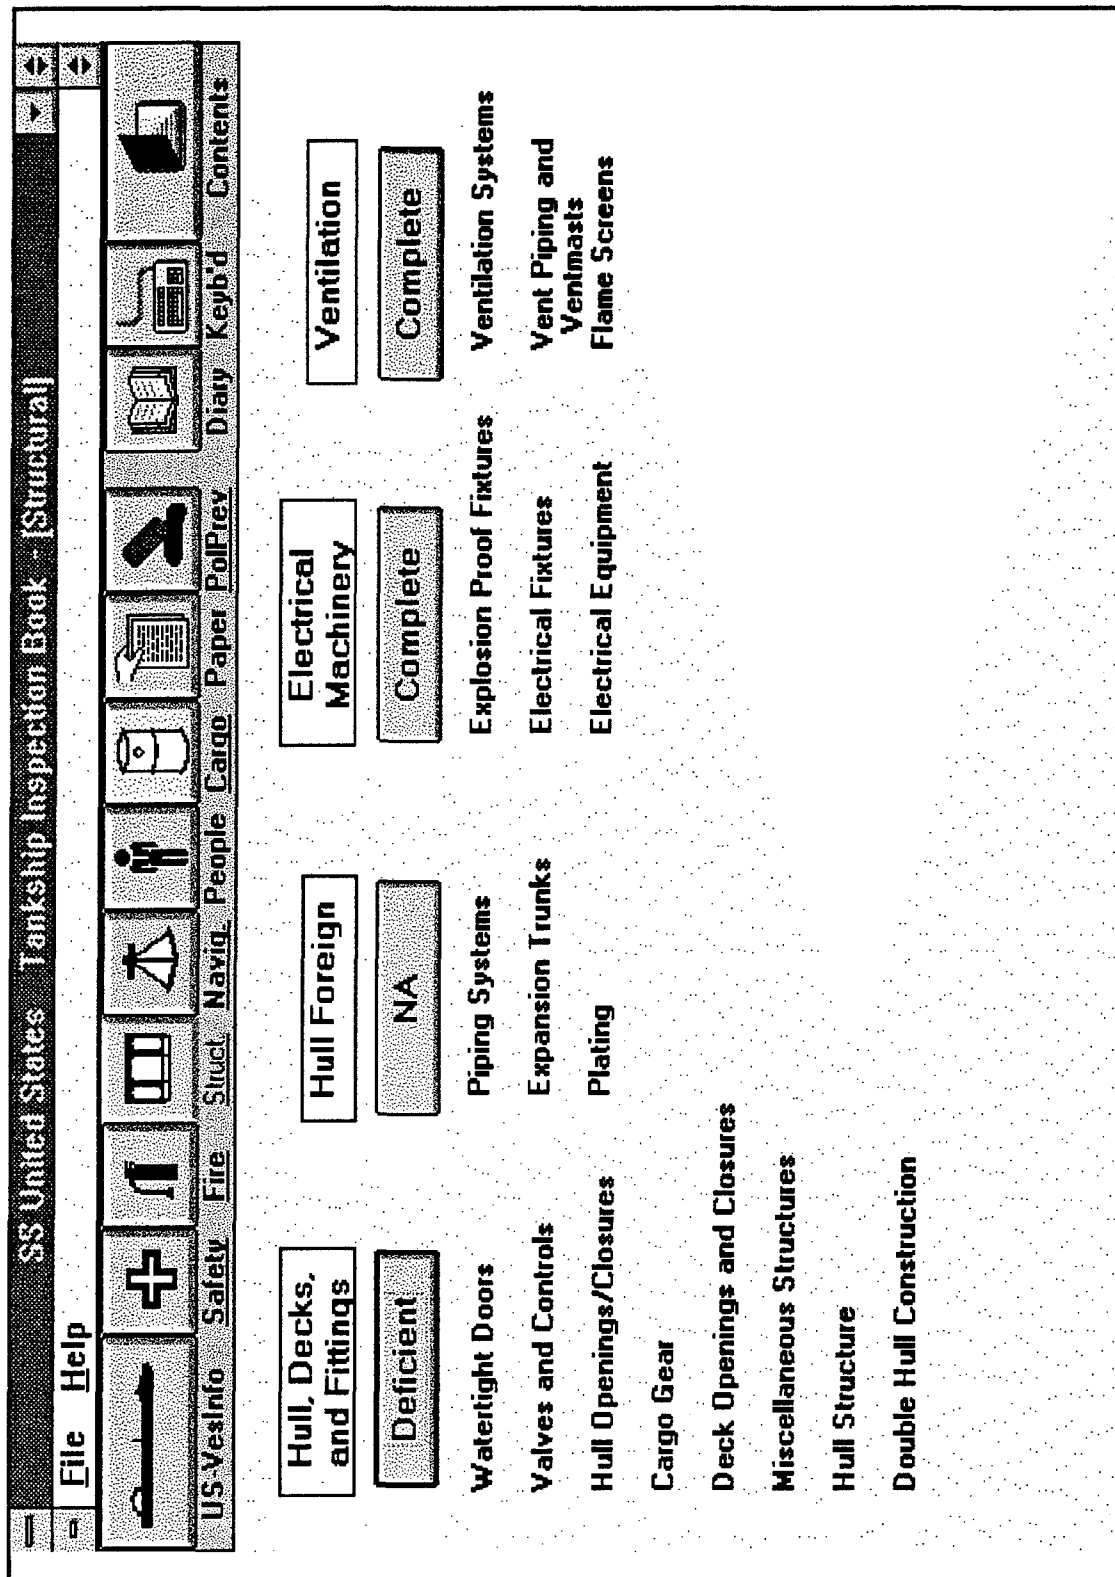 SS United States Tankship Inspection Book - [Structural]
File Help
US-VesInfo Safety Fire Struct Navig People Cargo Paper PolPrev Diary Keyb'd Contents
Hull, Decks,
and Fittings
Deficient
Watertight Doors
Valves and Controls
Hull Openings/Closures
Cargo Gear
Deck Openings and Closures
Miscellaneous Structures
Hull Structure
Double Hull Construction
Hull Foreign
NA
Piping Systems
Expansion Trunks
Plating
Electrical
Machinery
Complete
Explosion Proof Fixtures
Electrical Fixtures
Electrical Equipment
Ventilation
Complete
Ventilation Systems
Vent Piping and
Ventmasts
Flame Screens